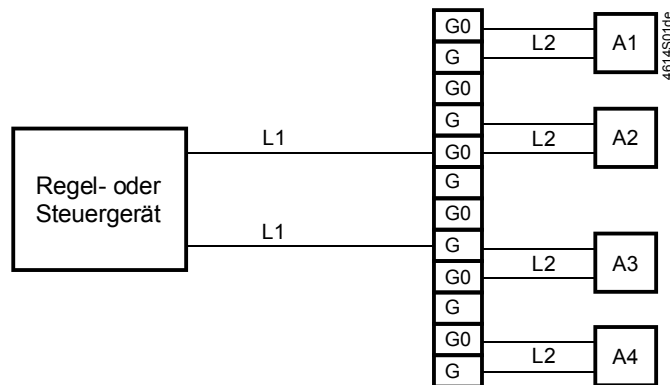 G0
L2
A1
4614S01de
G
G0
G
L1
L2
A2
G0
Regel- oder
Steuergerät
G
G0
L1
G
L2
A3
G0
G
G0
L2
A4
G